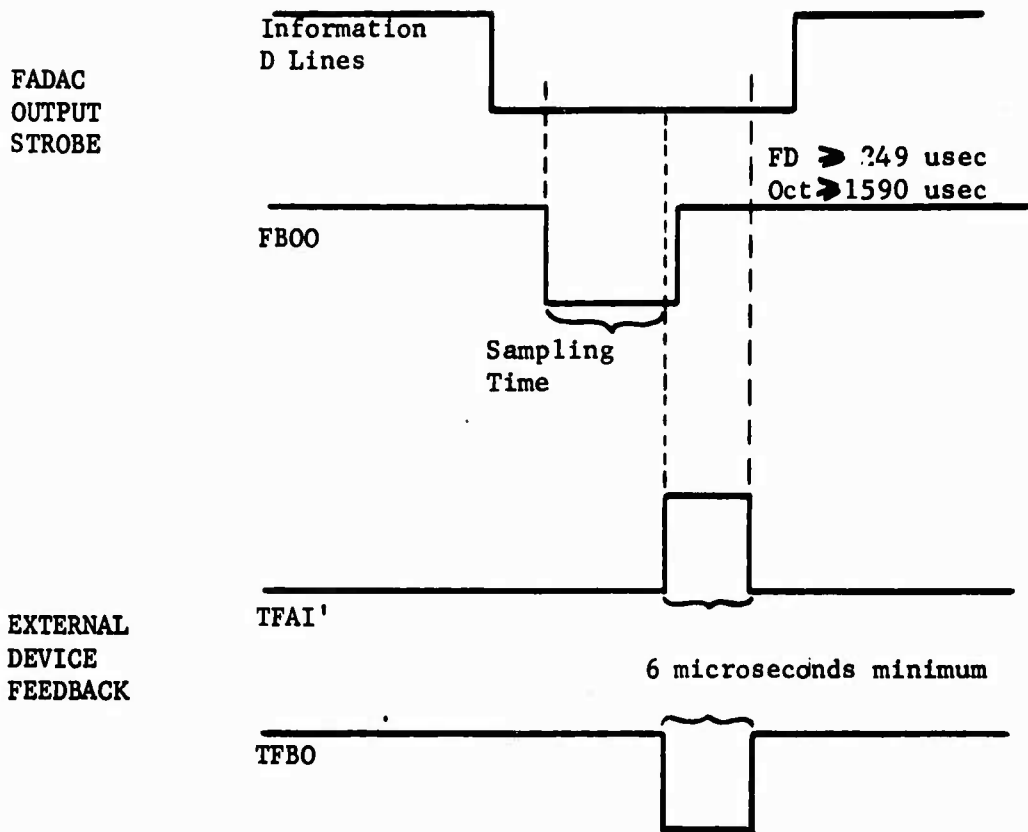 Information
D Lines
FADAC
OUTPUT
STROBE
FD ⩾ 249 usec
Oct ⩾ 1590 usec
FBOO
Sampling
Time
TFAI'
EXTERNAL
DEVICE
FEEDBACK
6 microseconds minimum
TFBO